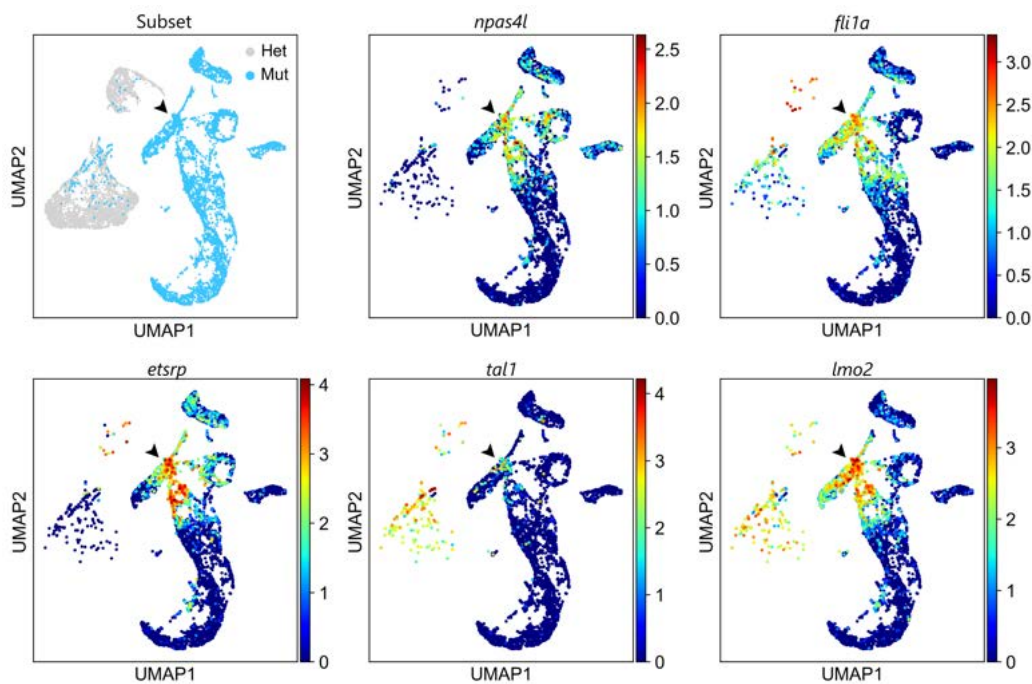 Subset
Het
Mut
UMAP2
UMAP1
npas4l
2.5
2.0
1.5
1.0
0.5
0.0
UMAP2
UMAP1
fli1a
3.0
2.5
2.0
1.5
1.0
0.5
0.0
UMAP2
UMAP1
etsrp
4
3
2
1
0
UMAP2
UMAP1
tal1
4
3
2
1
0
UMAP2
UMAP1
lmo2
3
2
1
0
UMAP2
UMAP1